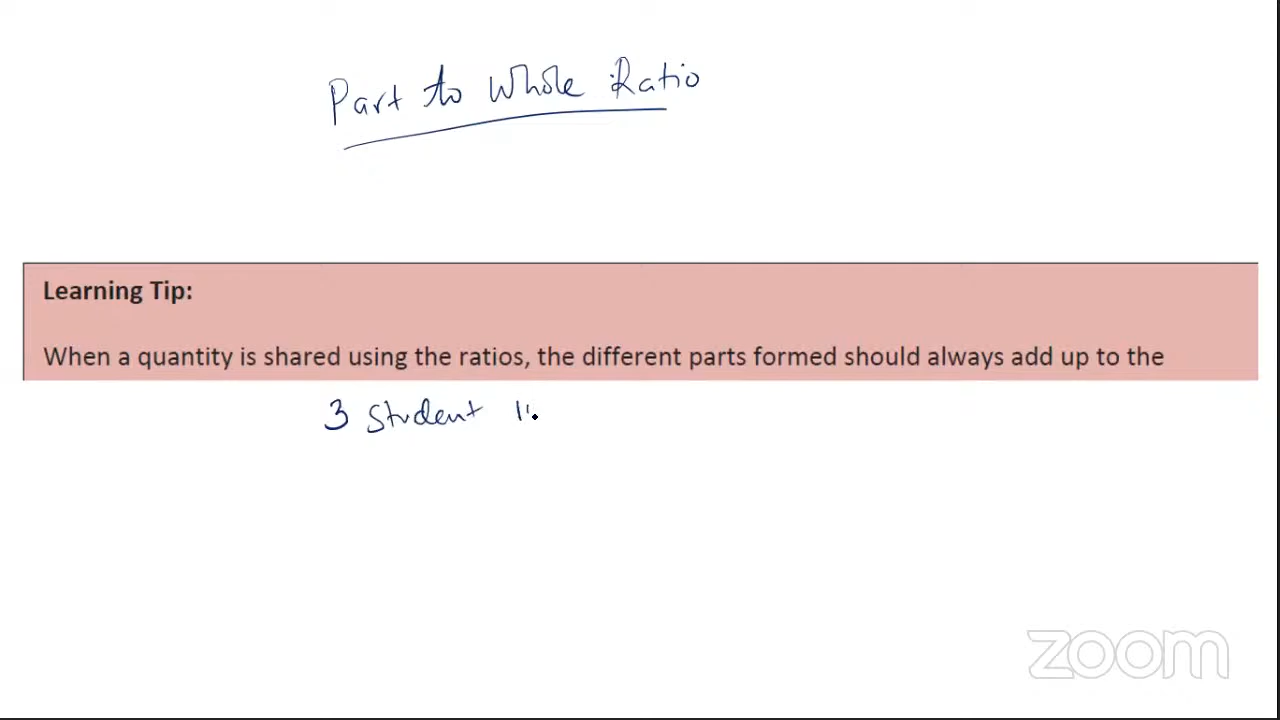 Part to Whole Ratio
Learning Tip:
When a quantity is shared using the ratios, the different parts formed should always add up to the
3 Student
zoom